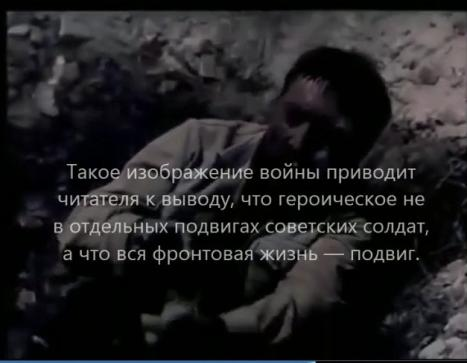 Такое изображение войны приводит
читателя к выводу, что героическое не
в отдельных подвигах советских солдат,
а что вся фронтовая жизнь — подвиг.